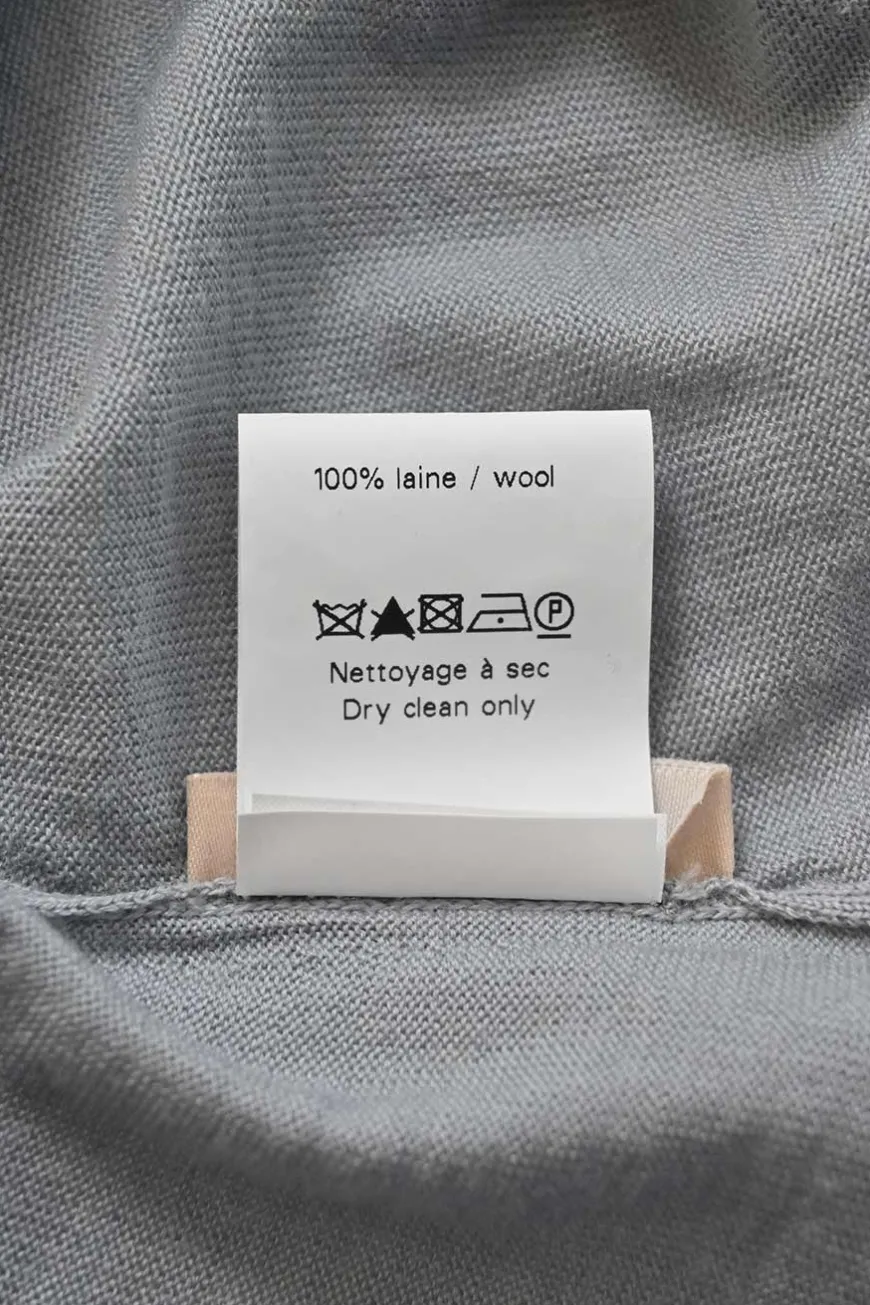 100% laine / wool
P
Nettoyage à sec
Dry clean only